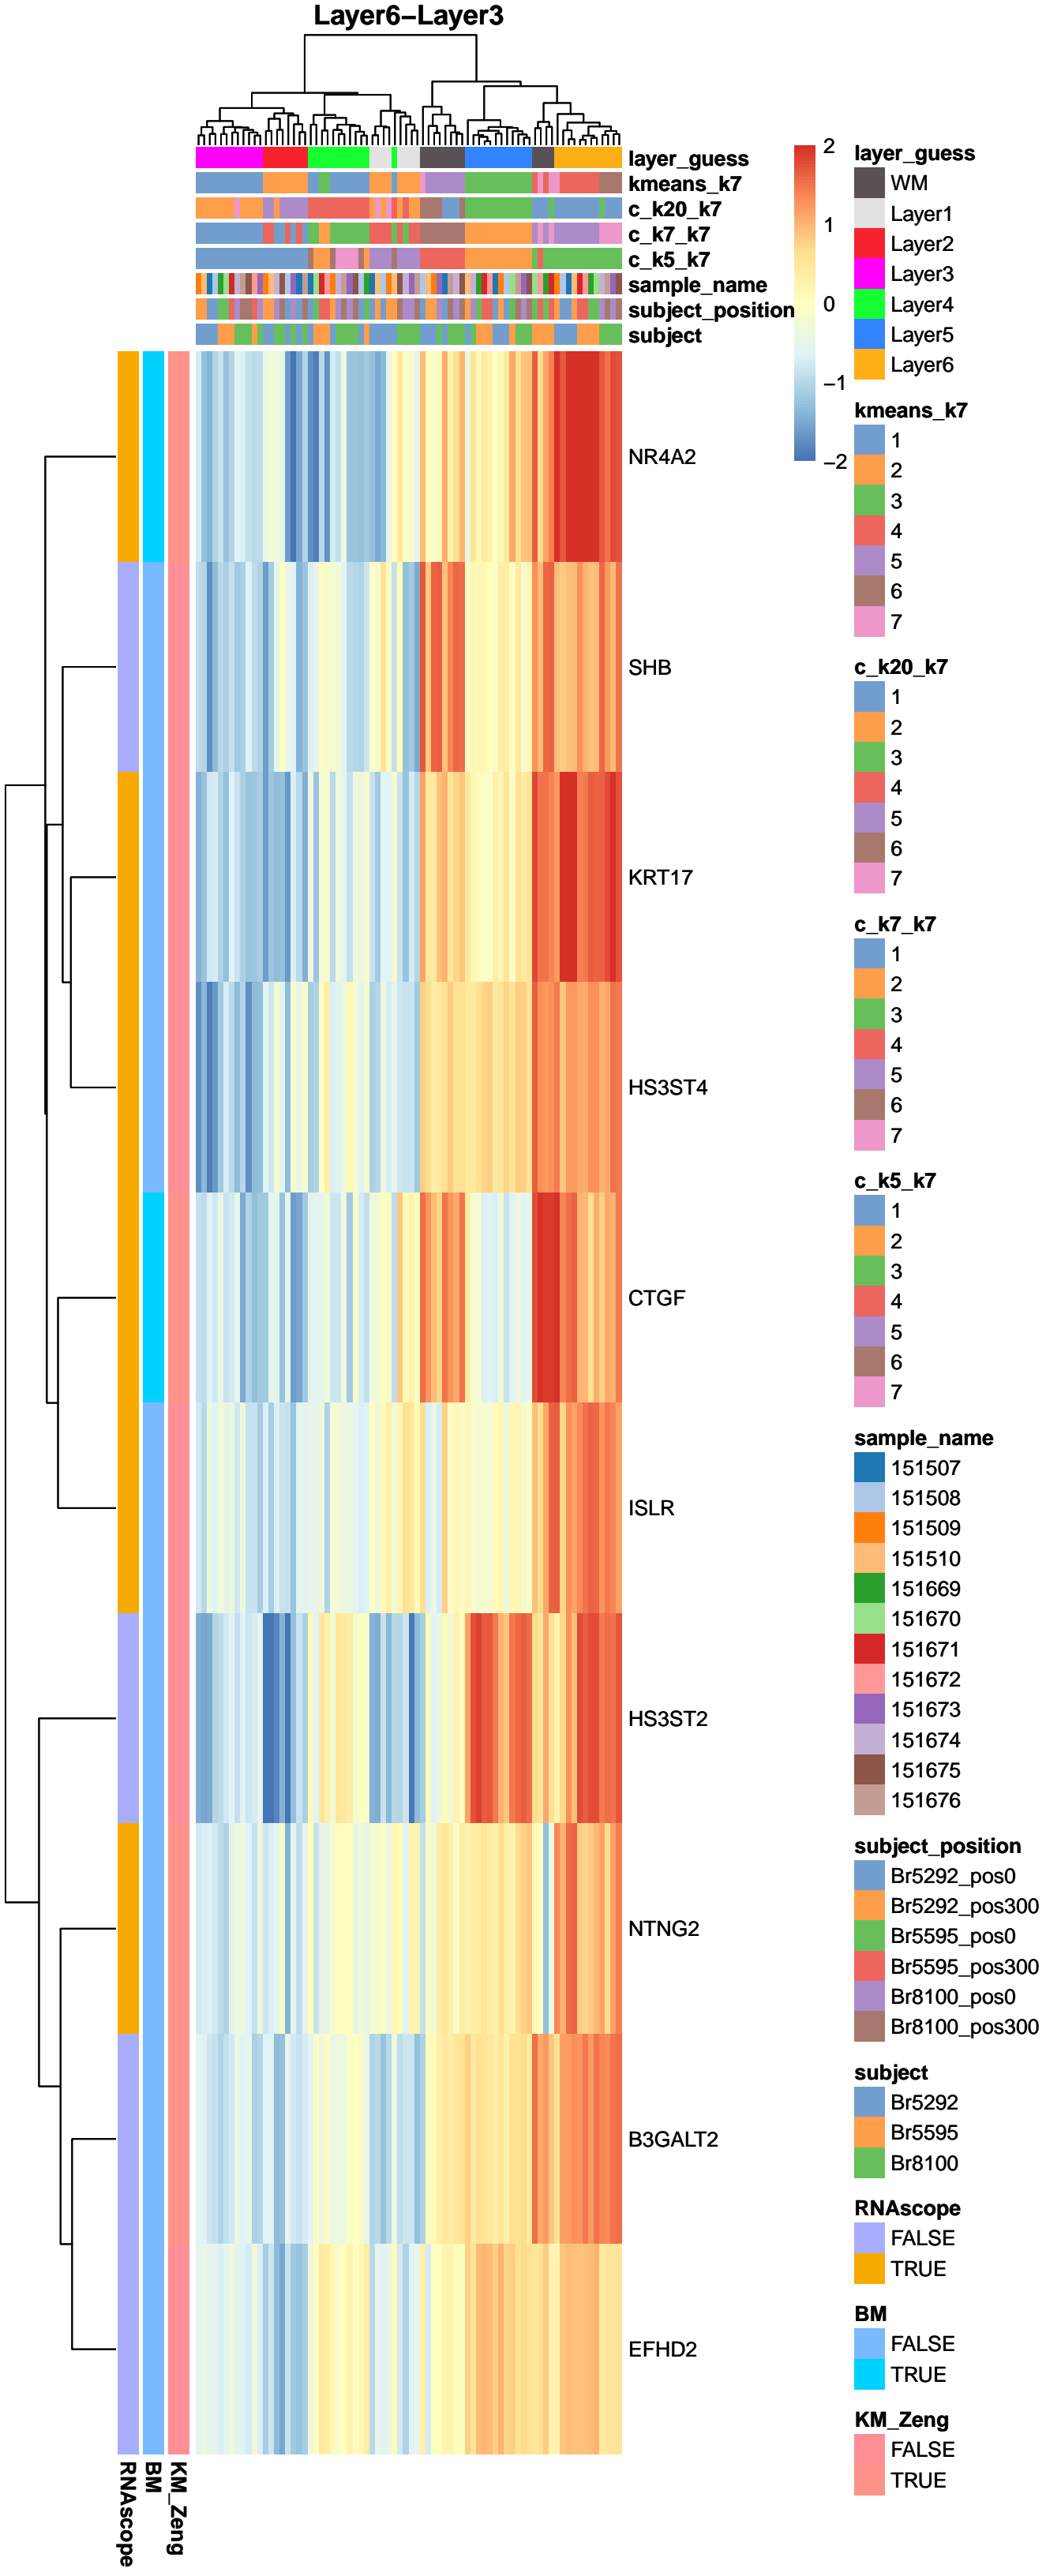 Layer6−Layer3
layer_guess
kmeans_k7
c_k20_k7
c_k7_k7
c_k5_k7
sample_name
subject_position
subject
NR4A2
SHB
KRT17
HS3ST4
CTGF
ISLR
HS3ST2
NTNG2
B3GALT2
EFHD2
RNAscope
BM
KM_Zeng
2
1
0
−1
−2
layer_guess
WM
Layer1
Layer2
Layer3
Layer4
Layer5
Layer6
kmeans_k7
1
2
3
4
5
6
7
c_k20_k7
1
2
3
4
5
6
7
c_k7_k7
1
2
3
4
5
6
7
c_k5_k7
1
2
3
4
5
6
7
sample_name
151507
151508
151509
151510
151669
151670
151671
151672
151673
151674
151675
151676
subject_position
Br5292_pos0
Br5292_pos300
Br5595_pos0
Br5595_pos300
Br8100_pos0
Br8100_pos300
subject
Br5292
Br5595
Br8100
RNAscope
FALSE
TRUE
BM
FALSE
TRUE
KM_Zeng
FALSE
TRUE